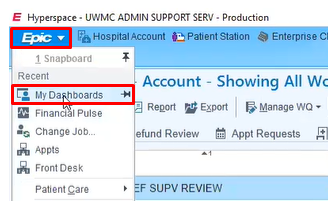 Hyperspace - UWMC ADMIN SUPPORT SERV - Production
Epic Hospital Account Patient Station Enterprise C
1 Snapboard
Recent
Account - Showing All Wo
My Dashboards
Report Export Manage WQ
Financial Pulse
Change Job...
efund Review Appt Requests
Appts
1
Front Desk
Patient Care
EF SUPV REVIEW